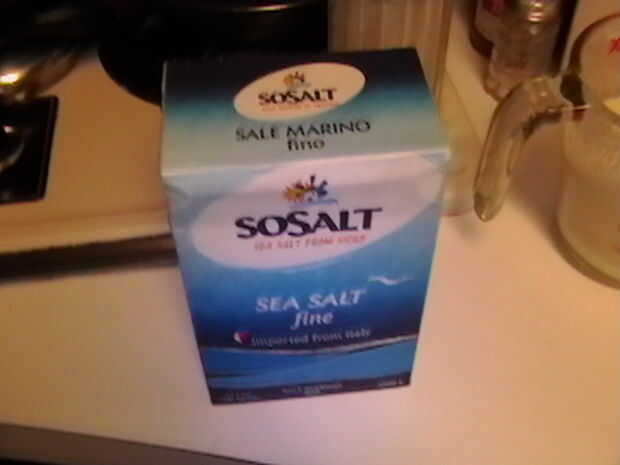 SOSALT
SALE MARINO
fino
SOSALT
SEA SALT FROM SICILY
SEA SALT
fine
Imported from Italy